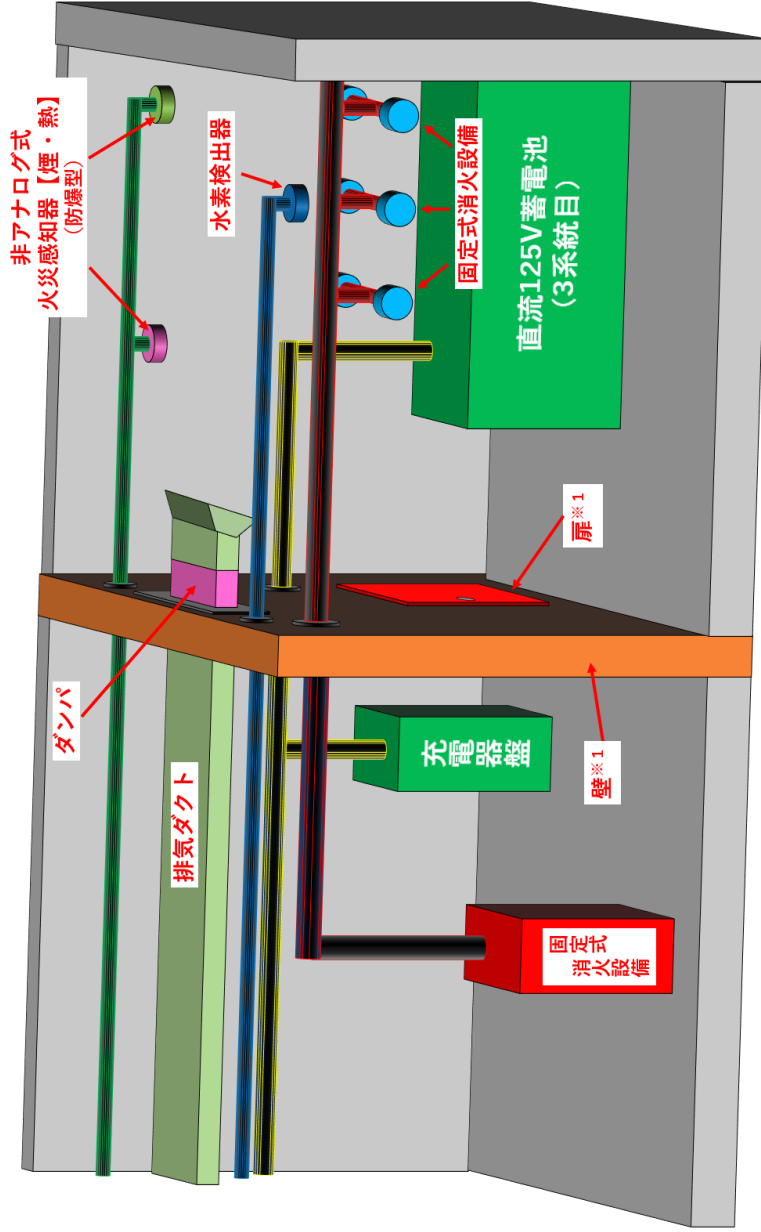 非アナログ式
火災感知器【煙・熱】
(防爆型)
水素検出器
固定式消火設備
直流125V蓄電池
(3系統目)
ダンパ
扉※1
排気ダクト
充電器盤
壁※1
固定式
消火設備